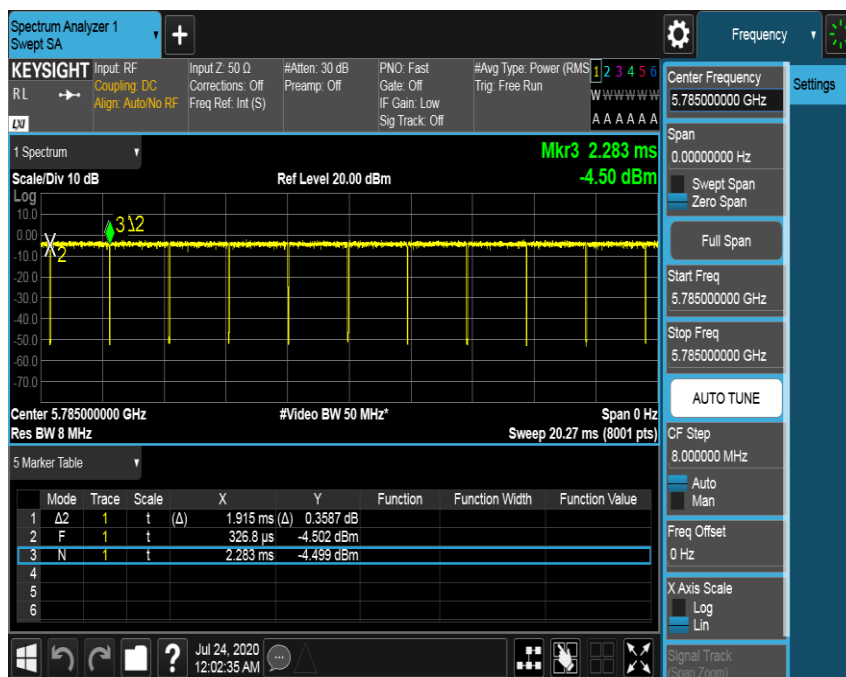 Spectrum Analyzer 1
Swept SA
+
Frequency
KEYSIGHT
RL
LXI
Input: RF
Coupling: DC
Align: Auto/No RF
Input Z: 50 Ω
Corrections: Off
Freq Ref: Int (S)
#Atten: 30 dB
Preamp: Off
PNO: Fast
Gate: Off
IF Gain: Low
Sig Track: Off
#Avg Type: Power (RMS
Trig: Free Run
1 2 3 4 5 6
W W W W W W
A A A A A A
1 Spectrum
Scale/Div 10 dB
Ref Level 20.00 dBm
Mkr3 2.283 ms
-4.50 dBm
Log
10.0
0.00
-10.0
-20.0
-30.0
-40.0
-50.0
-60.0
-70.0
X2
3 1Δ2
Center 5.785000000 GHz
#Video BW 50 MHz*
Span 0 Hz
Res BW 8 MHz
Sweep 20.27 ms (8001 pts)
5 Marker Table
Mode Trace Scale X Y Function Function Width Function Value
1 Δ2 1 t (Δ) 1.915 ms (Δ) 0.3587 dB
2 F 1 t 326.8 µs -4.502 dBm
3 N 1 t 2.283 ms -4.499 dBm
4
5
6
?
Jul 24, 2020
12:02:35 AM
Center Frequency
5.785000000 GHz
Settings
Span
0.00000000 Hz
Swept Span
Zero Span
Full Span
Start Freq
5.785000000 GHz
Stop Freq
5.785000000 GHz
AUTO TUNE
CF Step
8.000000 MHz
Auto
Man
Freq Offset
0 Hz
X Axis Scale
Log
Lin
Signal Track
(Span Zoom)